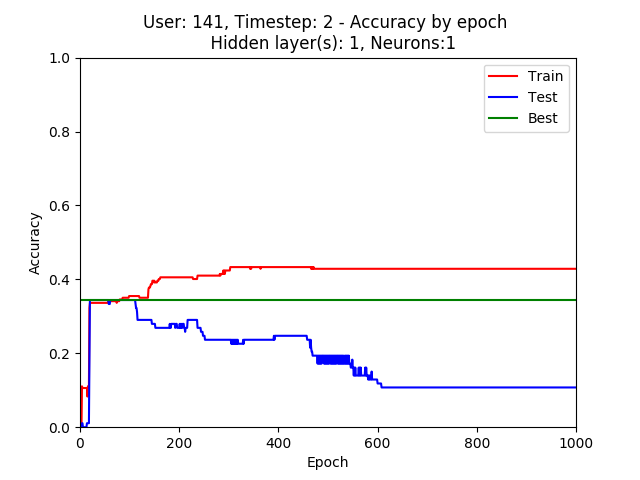 User: 141, Timestep: 2 - Accuracy by epoch
Hidden layer(s): 1, Neurons:1
1.0
0.8
0.6
0.4
0.2
0.0
Accuracy
Train
Test
Best
0 200 400 600 800 1000
Epoch